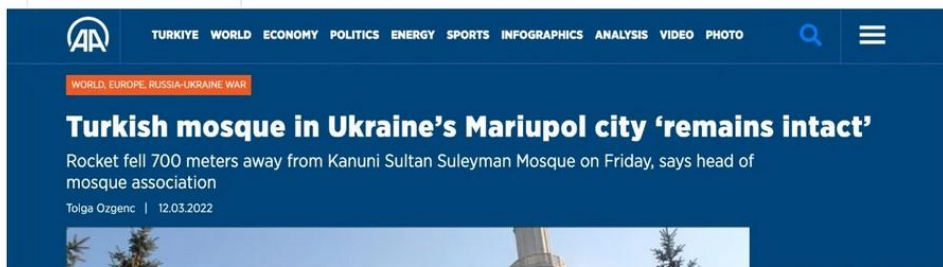 AA
TURKIYE WORLD ECONOMY POLITICS ENERGY SPORTS INFOGRAPHICS ANALYSIS VIDEO PHOTO
WORLD, EUROPE, RUSSIA-UKRAINE WAR
Turkish mosque in Ukraine’s Mariupol city ‘remains intact’
Rocket fell 700 meters away from Kanuni Sultan Suleyman Mosque on Friday, says head of
mosque association
Tolga Ozgenc | 12.03.2022